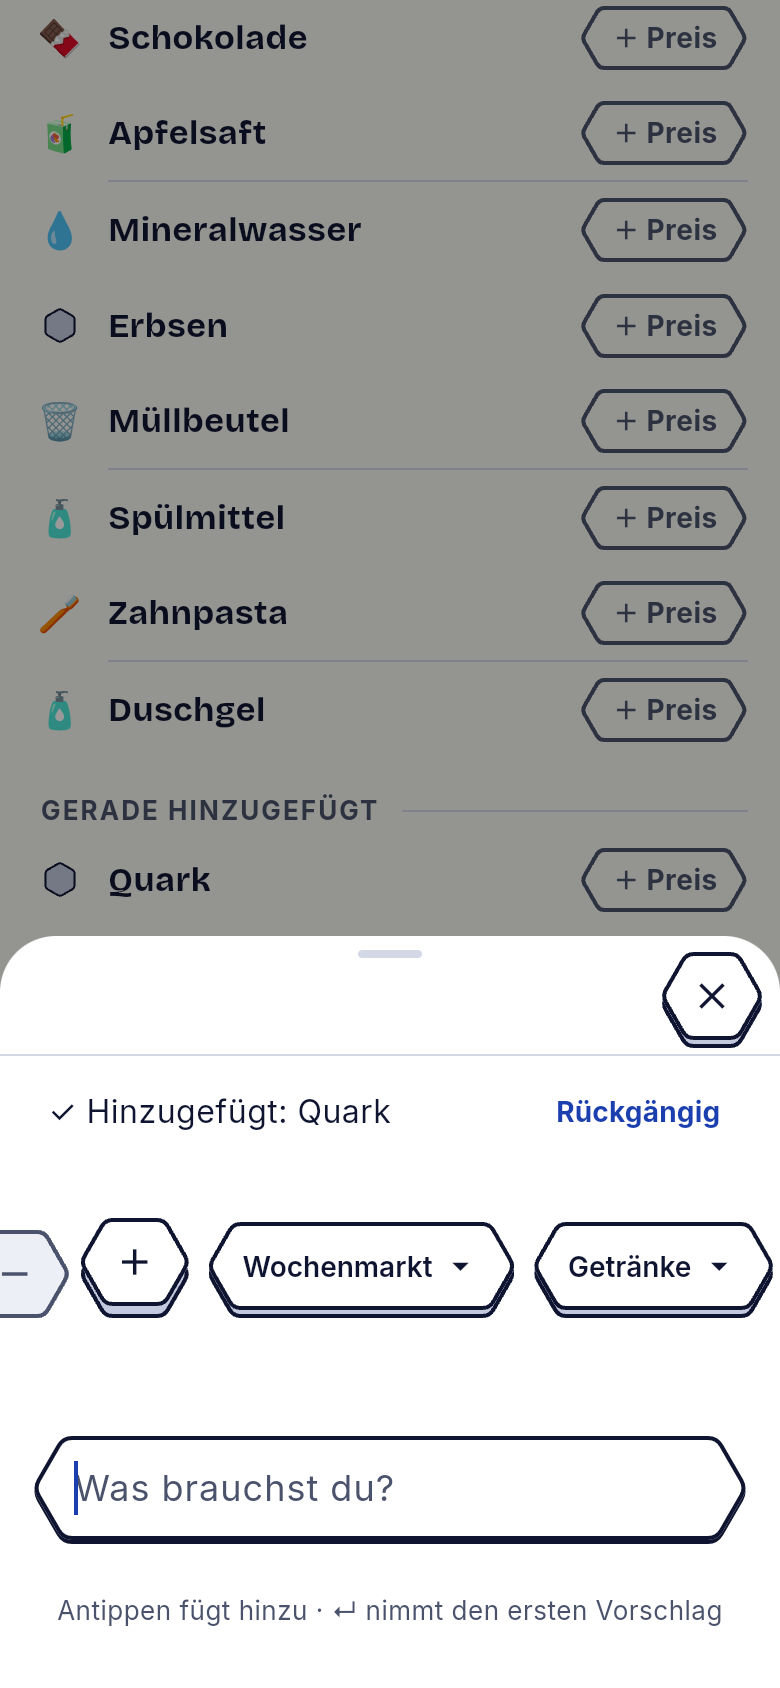 Schokolade + Preis
Apfelsaft + Preis
Mineralwasser + Preis
Erbsen + Preis
Müllbeutel + Preis
Spülmittel + Preis
Zahnpasta + Preis
Duschgel + Preis
GERADE HINZUGEFÜGT
Quark + Preis
✓ Hinzugefügt: Quark Rückgängig
− + Wochenmarkt Getränke
Was brauchst du?
Antippen fügt hinzu · ↵ nimmt den ersten Vorschlag